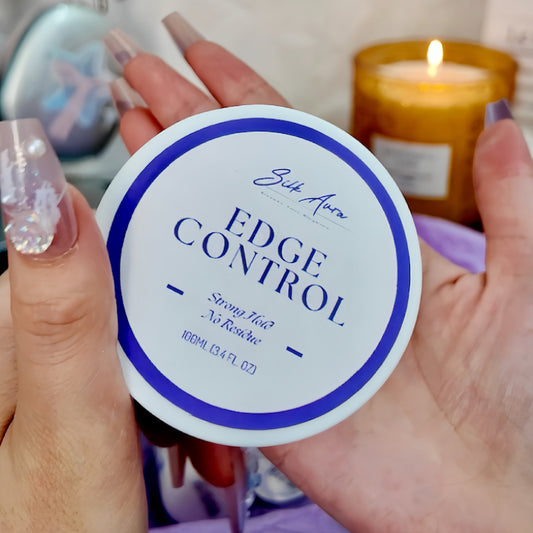 Silk Aura
EDGE
CONTROL
Strong Hold
No Residue
100ML (3.4 FL. OZ)